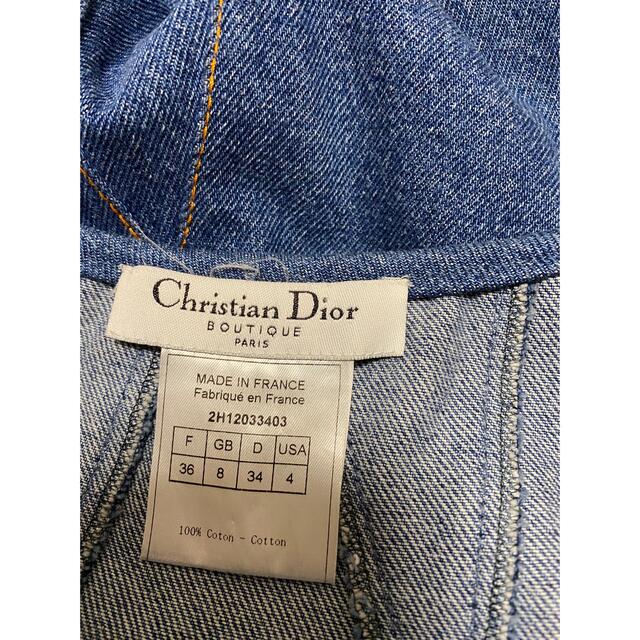 Christian Dior
BOUTIQUE
PARIS
MADE IN FRANCE
Fabriqué en France
2H12033403
F GB D USA
36 8 34 4
100% Coton - Cotton